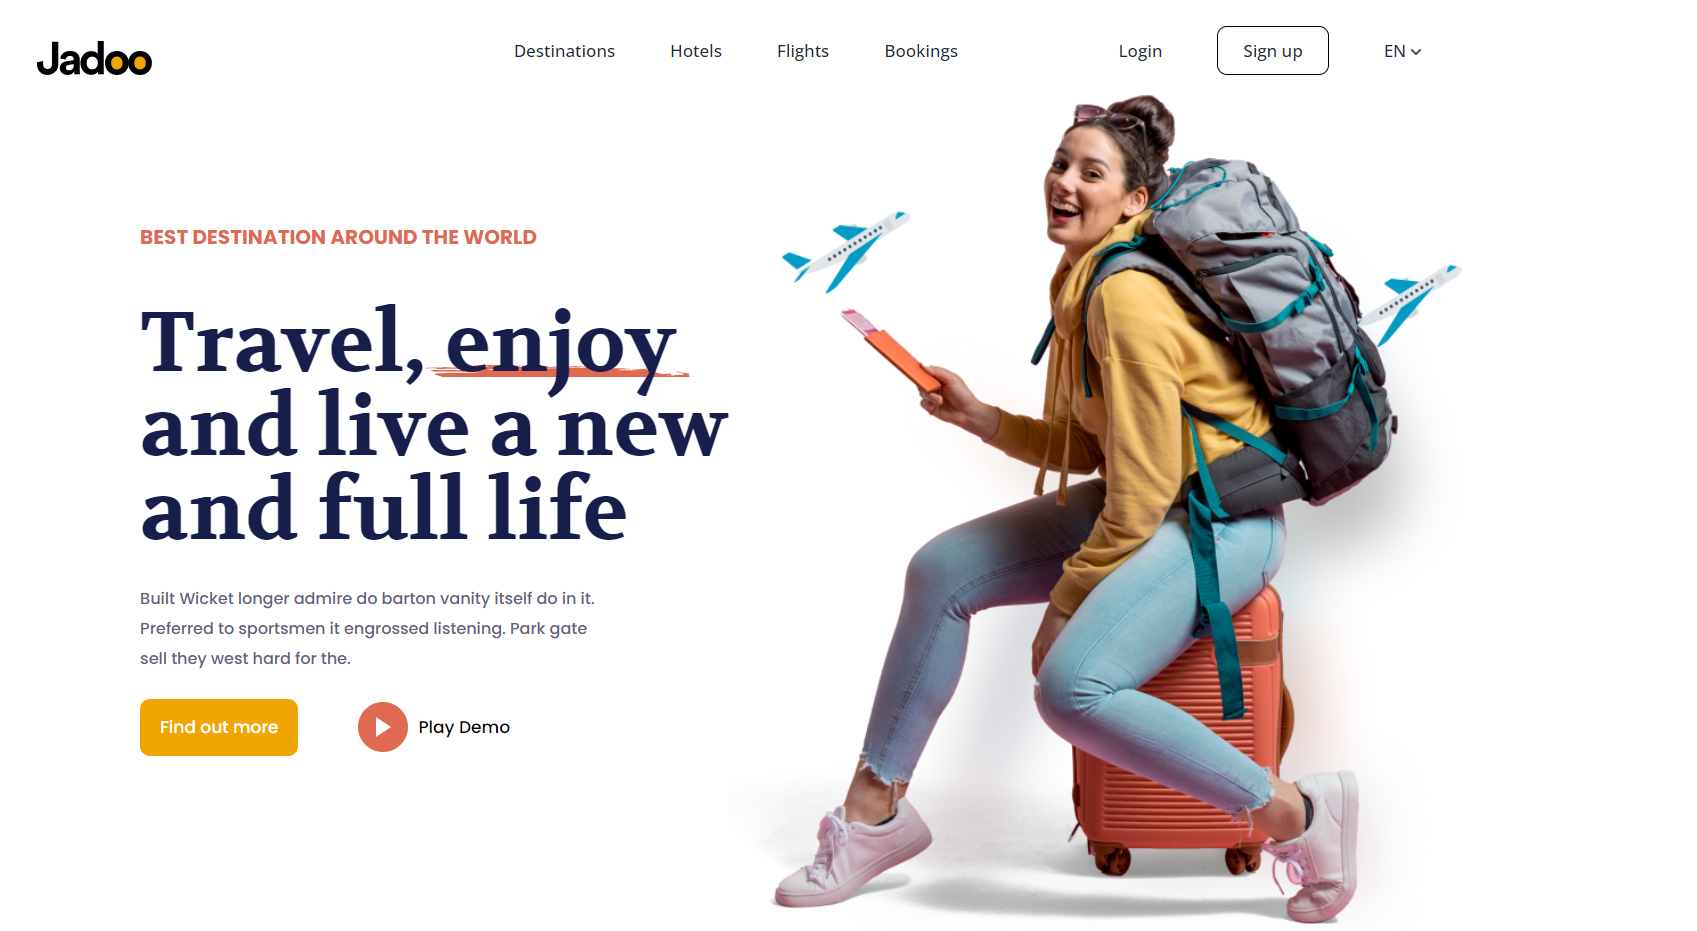 Jadoo
Destinations
Hotels
Flights
Bookings
Login
Sign up
EN
BEST DESTINATION AROUND THE WORLD
Travel, enjoy
and live a new
and full life
Built Wicket longer admire do barton vanity itself do in it.
Preferred to sportsmen it engrossed listening. Park gate
sell they west hard for the.
Find out more
Play Demo